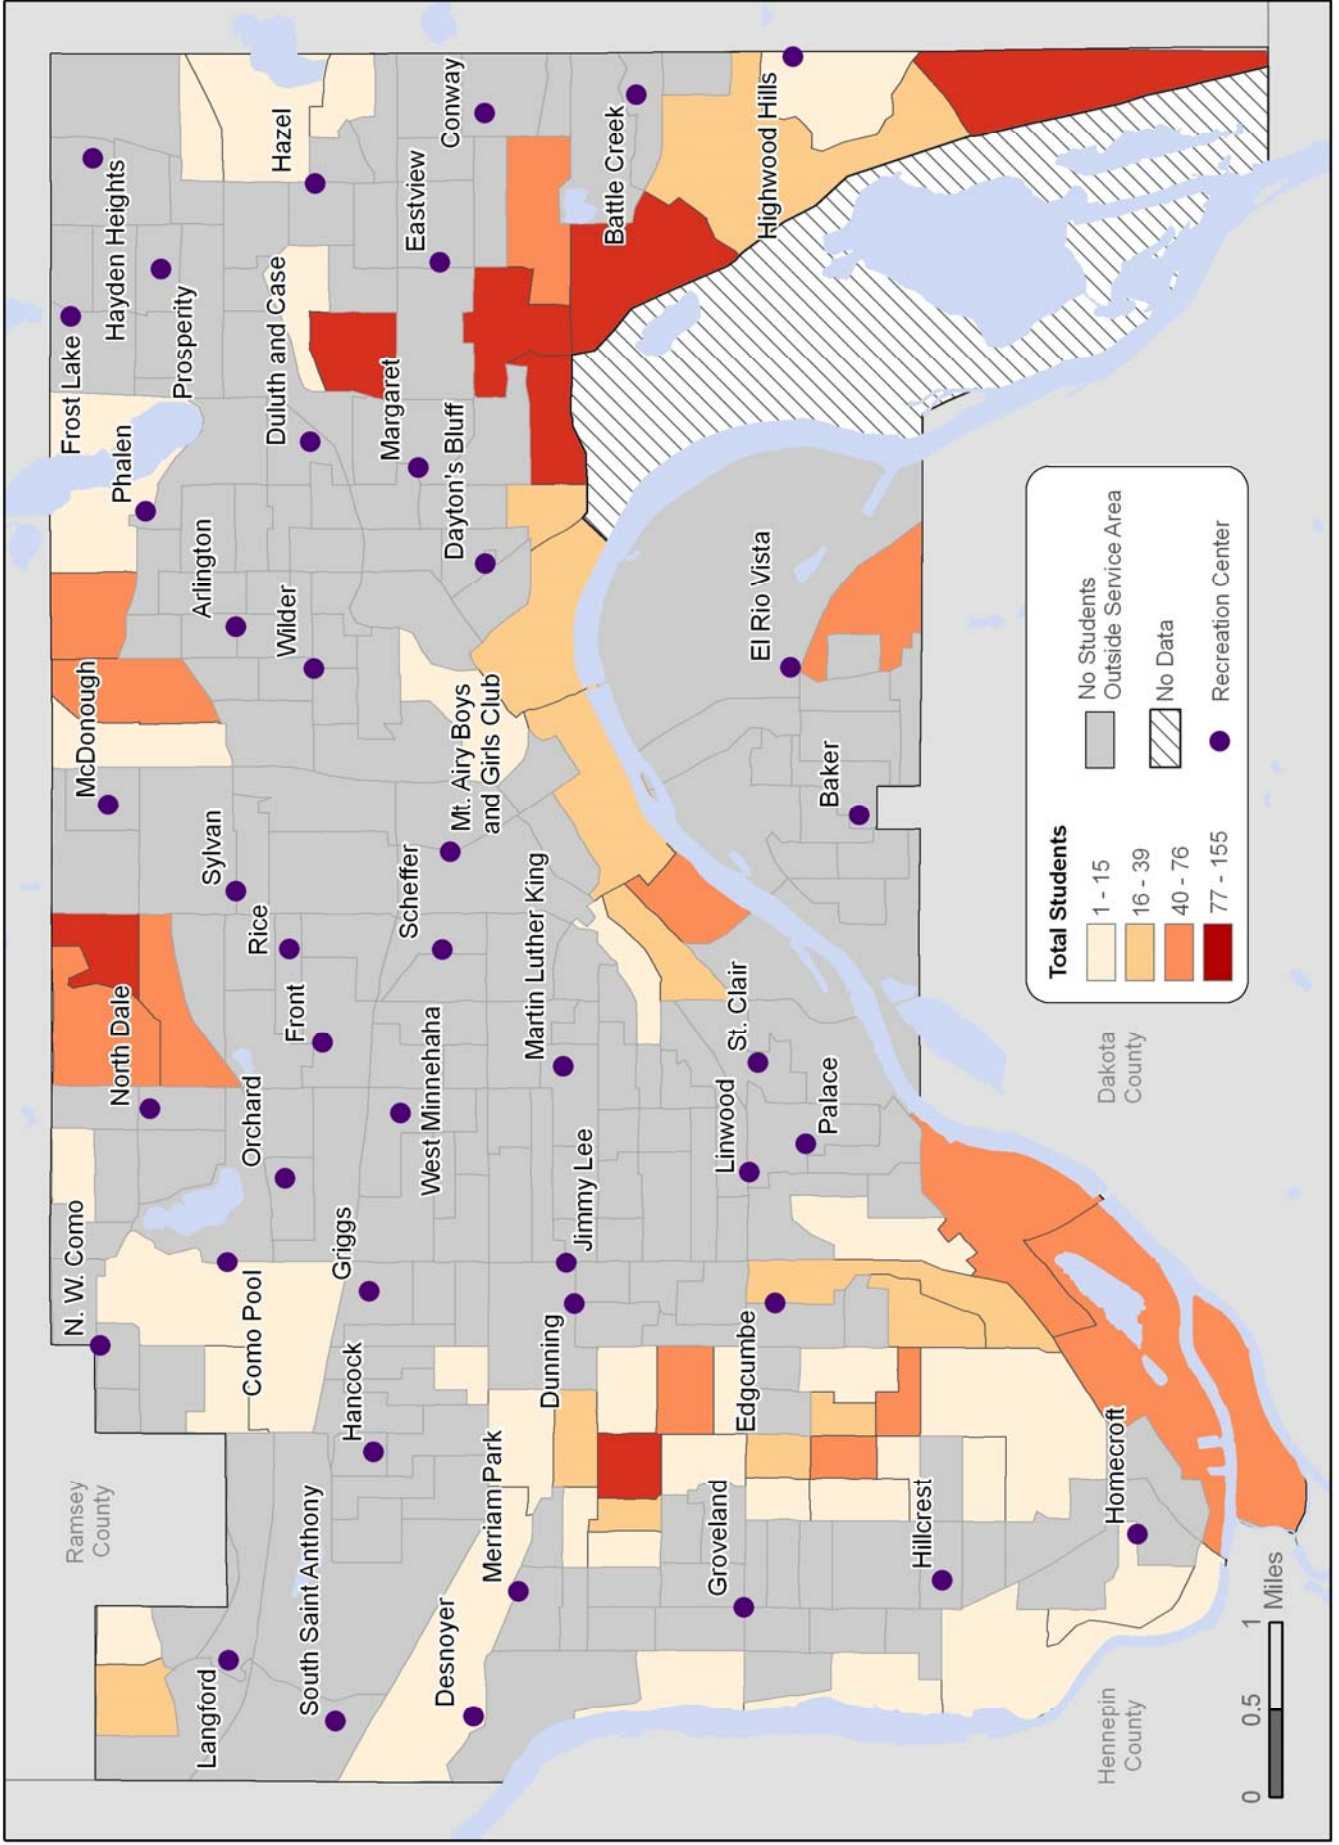 Ramsey
County
N. W. Como
North Dale
McDonough
Phalen
Frost Lake
Hayden Heights
Prosperity
Langford
Como Pool
Orchard
Rice
Sylvan
Arlington
Duluth and Case
Hazel
South Saint Anthony
Hancock
Griggs
Front
Wilder
Desnoyer
Merriam Park
West Minnehaha
Scheffer
Mt. Airy Boys
and Girls Club
Margaret
Dayton's Bluff
Eastview
Conway
Dunning
Jimmy Lee
Martin Luther King
Battle Creek
Groveland
Edgcumbe
Linwood
St. Clair
El Rio Vista
Highwood Hills
Palace
Baker
Hillcrest
Homecroft
Hennepin
County
Dakota
County
Total Students
1 - 15
16 - 39
40 - 76
77 - 155
No Students
Outside Service Area
No Data
Recreation Center
0 0.5 1
Miles